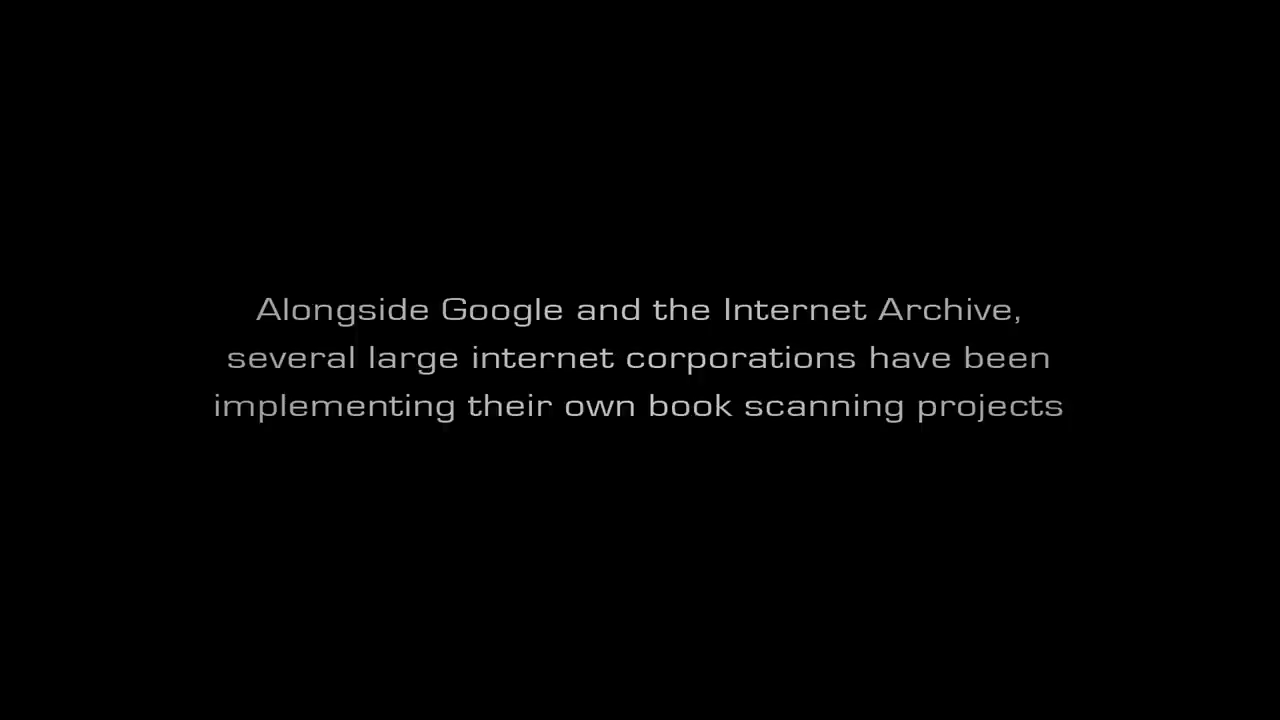 Alongside Google and the Internet Archive,
several large internet corporations have been
implementing their own book scanning projects